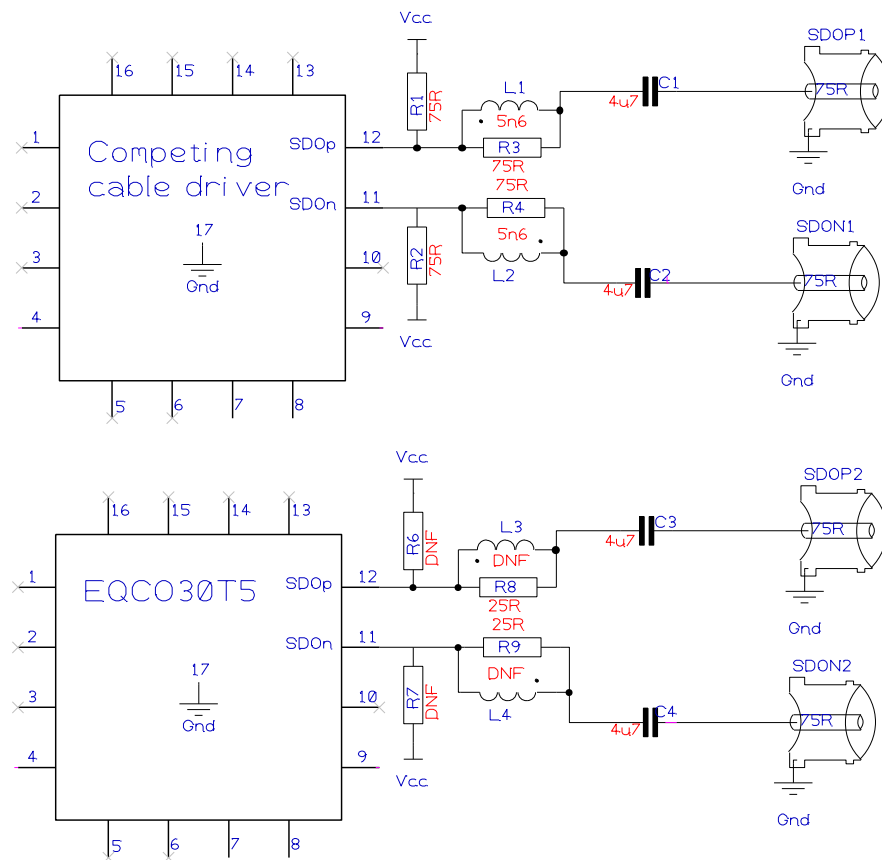 Vcc
SDOP1
16 15 14 13
R1
75R
L1
5n6
C1
4u7
75R
1
Competing
cable driver
SDOp
12
R3
75R
Gnd
75R
2
SDOn
11
R4
SDON1
17
Gnd
3
10
R2
75R
5n6
L2
C2
4u7
75R
4
9
Vcc
Gnd
5 6 7 8
Vcc
SDOP2
16 15 14 13
R6
DNF
L3
DNF
C3
4u7
75R
1
EQCO30T5
SDOp
12
R8
25R
Gnd
25R
2
SDOn
11
R9
SDON2
17
Gnd
3
10
R7
DNF
DNF
L4
C4
4u7
75R
4
9
Vcc
Gnd
5 6 7 8